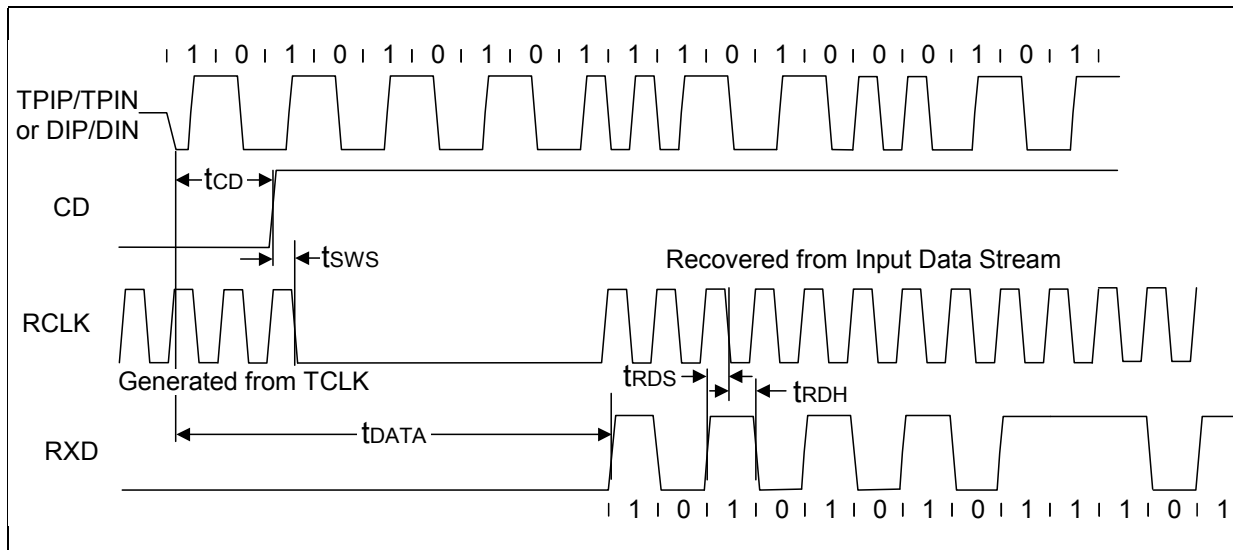 ı 1 ı 0 ı 1 ı 0 ı 1 ı 0 ı 1 ı 0 ı 1 ı 1 ı 1 ı 0 ı 1 ı 0 ı 0 ı 0 ı 1 ı 0 ı 1 ı
TPIP/TPIN
or DIP/DIN
tCD
CD
tSWS
Recovered from Input Data Stream
RCLK
Generated from TCLK
tRDS
tRDH
tDATA
RXD
ı 1 ı 0 ı 1 ı 0 ı 1 ı 0 ı 1 ı 0 ı 1 ı 1 ı 1 ı 0 ı 1